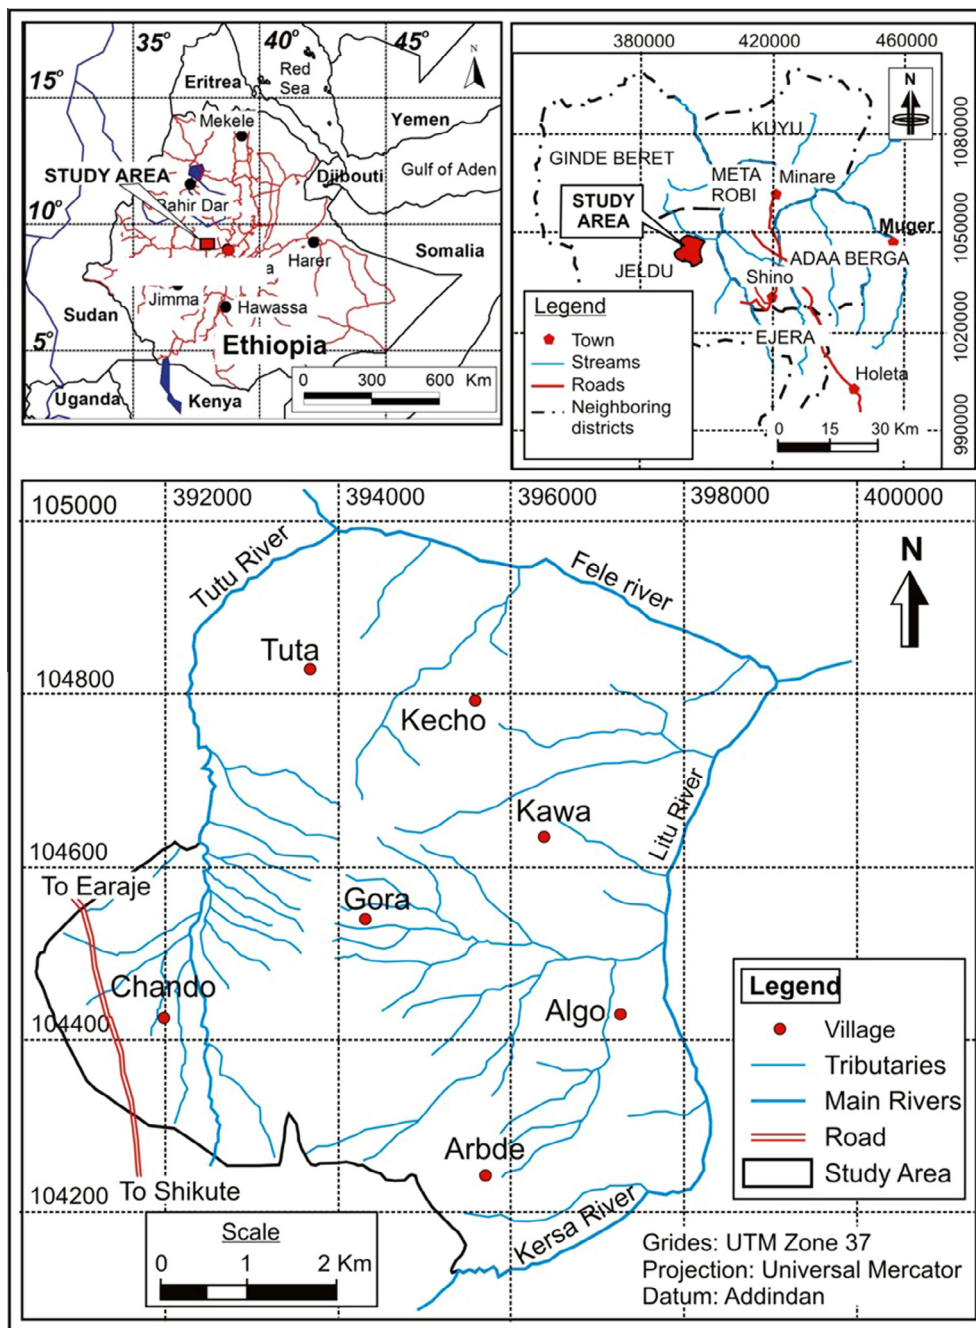 35° 40° 45°
15°
10°
5°
N
Eritrea
Red
Sea
Mekele
Yemen
STUDY AREA
Gulf of Aden
Djibouti
Bahir Dar
Somalia
Harer
a
Jimma
Hawassa
Sudan
Ethiopia
Uganda
Kenya
0 300 600 Km
380000 420000 460000
N
1080000
1050000
1020000
990000
KUYU
GINDE BERET
META
ROBI
Minare
STUDY
AREA
Muger
ADAA BERGA
JELDU
Shino
EJERA
Holeta
Legend
Town
Streams
Roads
Neighboring
districts
0 15 30 Km
392000 394000 396000 398000 400000
105000
104800
104600
104400
104200
N
Tutu River
Fele river
Tuta
Kecho
Kawa
Litu River
To Earaje
Gora
Chando
Algo
Arbde
To Shikute
Kersa River
Legend
Village
Tributaries
Main Rivers
Road
Study Area
Scale
0 1 2 Km
Grides: UTM Zone 37
Projection: Universal Mercator
Datum: Addindan